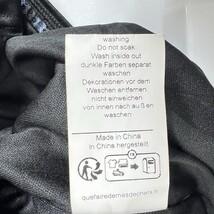 washing
Do not soak
Wash inside out
dunkle Farben separat
waschen
Dekorationen vor dem
Waschen entfernen
nicht einweichen
von innen nach außen
waschen
Made in China
In China hergestellt
FR
quefairedemesdechets.fr